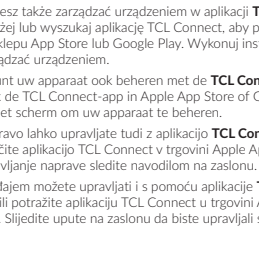 esz także zarządzać urządzeniem w aplikacji
żej lub wyszukaj aplikację TCL Connect, aby p
klepu App Store lub Google Play. Wykonuj ins
ądzać urządzeniem.
nt uw apparaat ook beheren met de TCL Con
k de TCL Connect-app in Apple App Store of G
et scherm om uw apparaat te beheren.
ravo lahko upravljate tudi z aplikacijo TCL Con
čite aplikacijo TCL Connect v trgovini Apple Ap
vljanje naprave sledite navodilom na zaslonu.
đajem možete upravljati i s pomoću aplikacije
ili potražite aplikaciju TCL Connect u trgovini A
. Slijedite upute na zaslonu da biste upravljali s